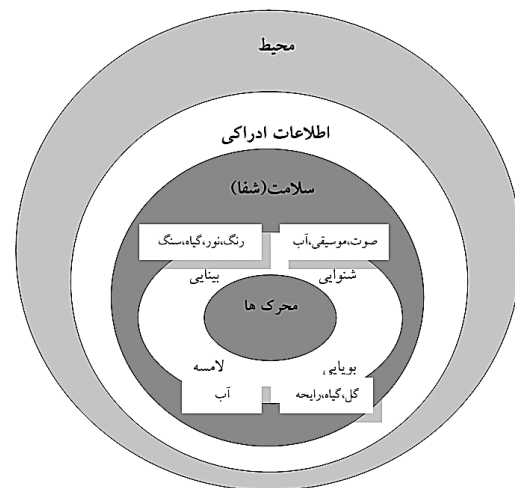 محیط
اطلاعات ادراکی
سلامت(شفا)
صوت،موسیقی،آب
رنگ،نور،گیاه،سنگ
شنوایی
بینایی
محرک ها
بویایی
لامسه
گل،گیاه،رایحه
آب